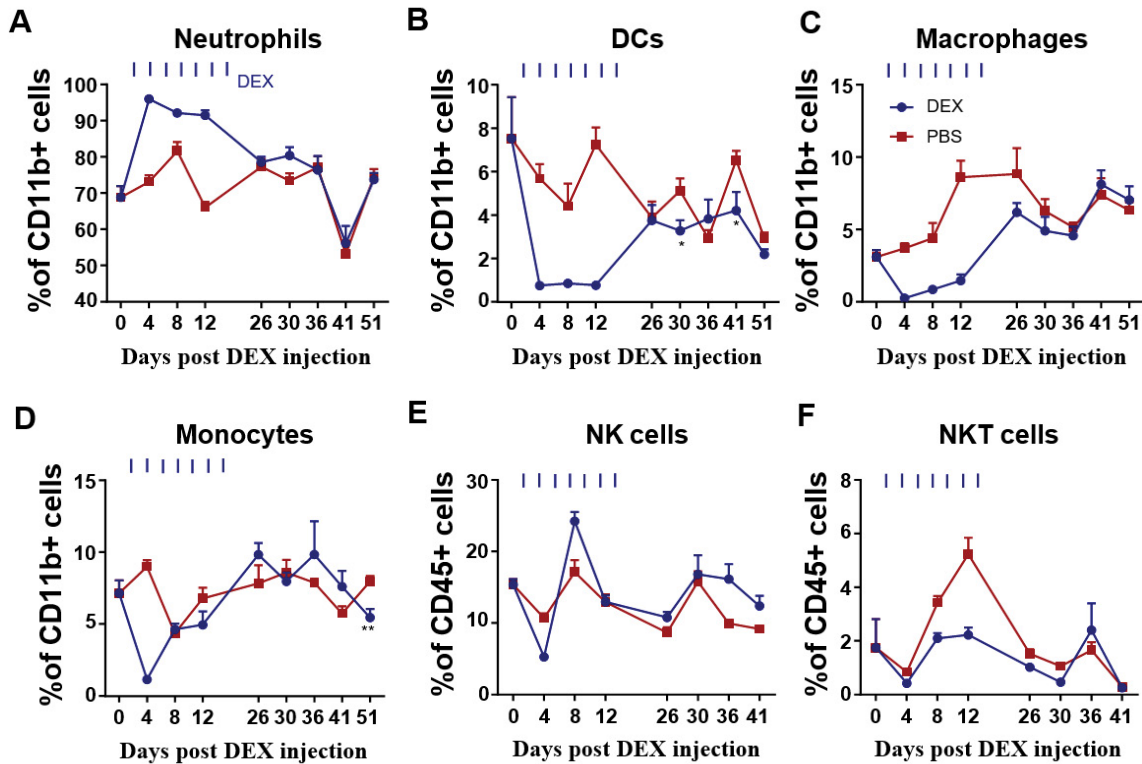 A
Neutrophils
DEX
%of CD11b+ cells
100
90
80
70
60
50
40
0 4 8 12 26 30 36 41 51
Days post DEX injection
B
DCs
%of CD11b+ cells
10
8
6
4
2
0
* *
0 4 8 12 26 30 36 41 51
Days post DEX injection
C
Macrophages
%of CD11b+ cells
15
10
5
0
DEX
PBS
0 4 8 12 26 30 36 41 51
Days post DEX injection
D
Monocytes
%of CD11b+ cells
15
10
5
0
**
0 4 8 12 26 30 36 41 51
Days post DEX injection
E
NK cells
%of CD45+ cells
30
20
10
0
0 4 8 12 26 30 36 41
Days post DEX injection
F
NKT cells
%of CD45+ cells
8
6
4
2
0
0 4 8 12 26 30 36 41
Days post DEX injection